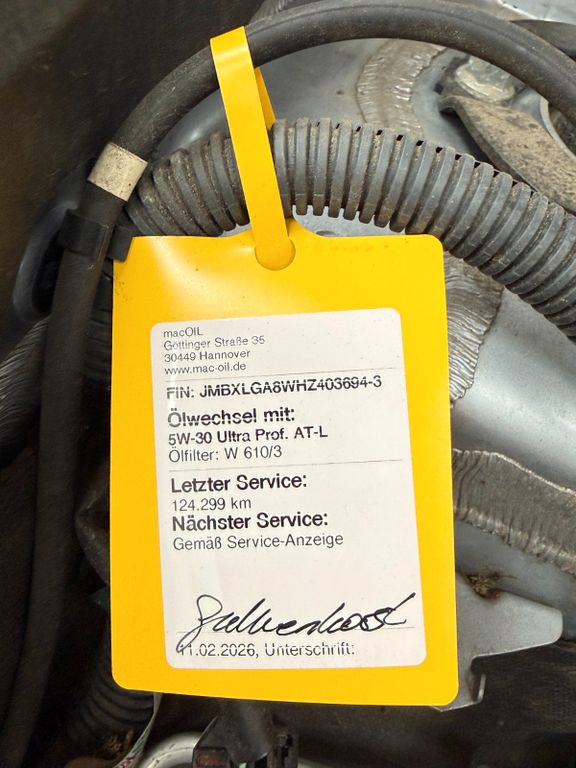 macOIL
Göttinger Straße 35
30449 Hannover
www.mac-oil.de
FIN: JMBXLGA8WHZ403694-3
Ölwechsel mit:
5W-30 Ultra Prof. AT-L
Ölfilter: W 610/3
Letzter Service:
124.299 km
Nächster Service:
Gemäß Service-Anzeige
11.02.2026, Unterschrift: